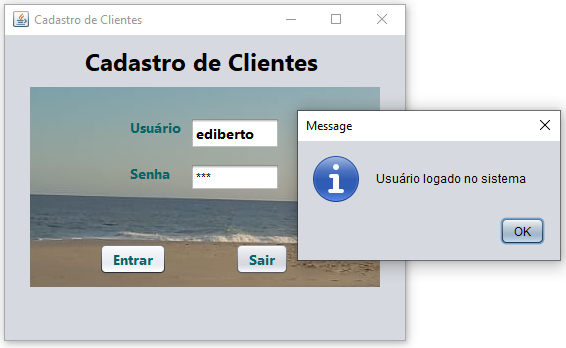 Cadastro de Clientes
Cadastro de Clientes
Usuário
ediberto
Senha
***
Entrar
Sair
Message
Usuário logado no sistema
OK